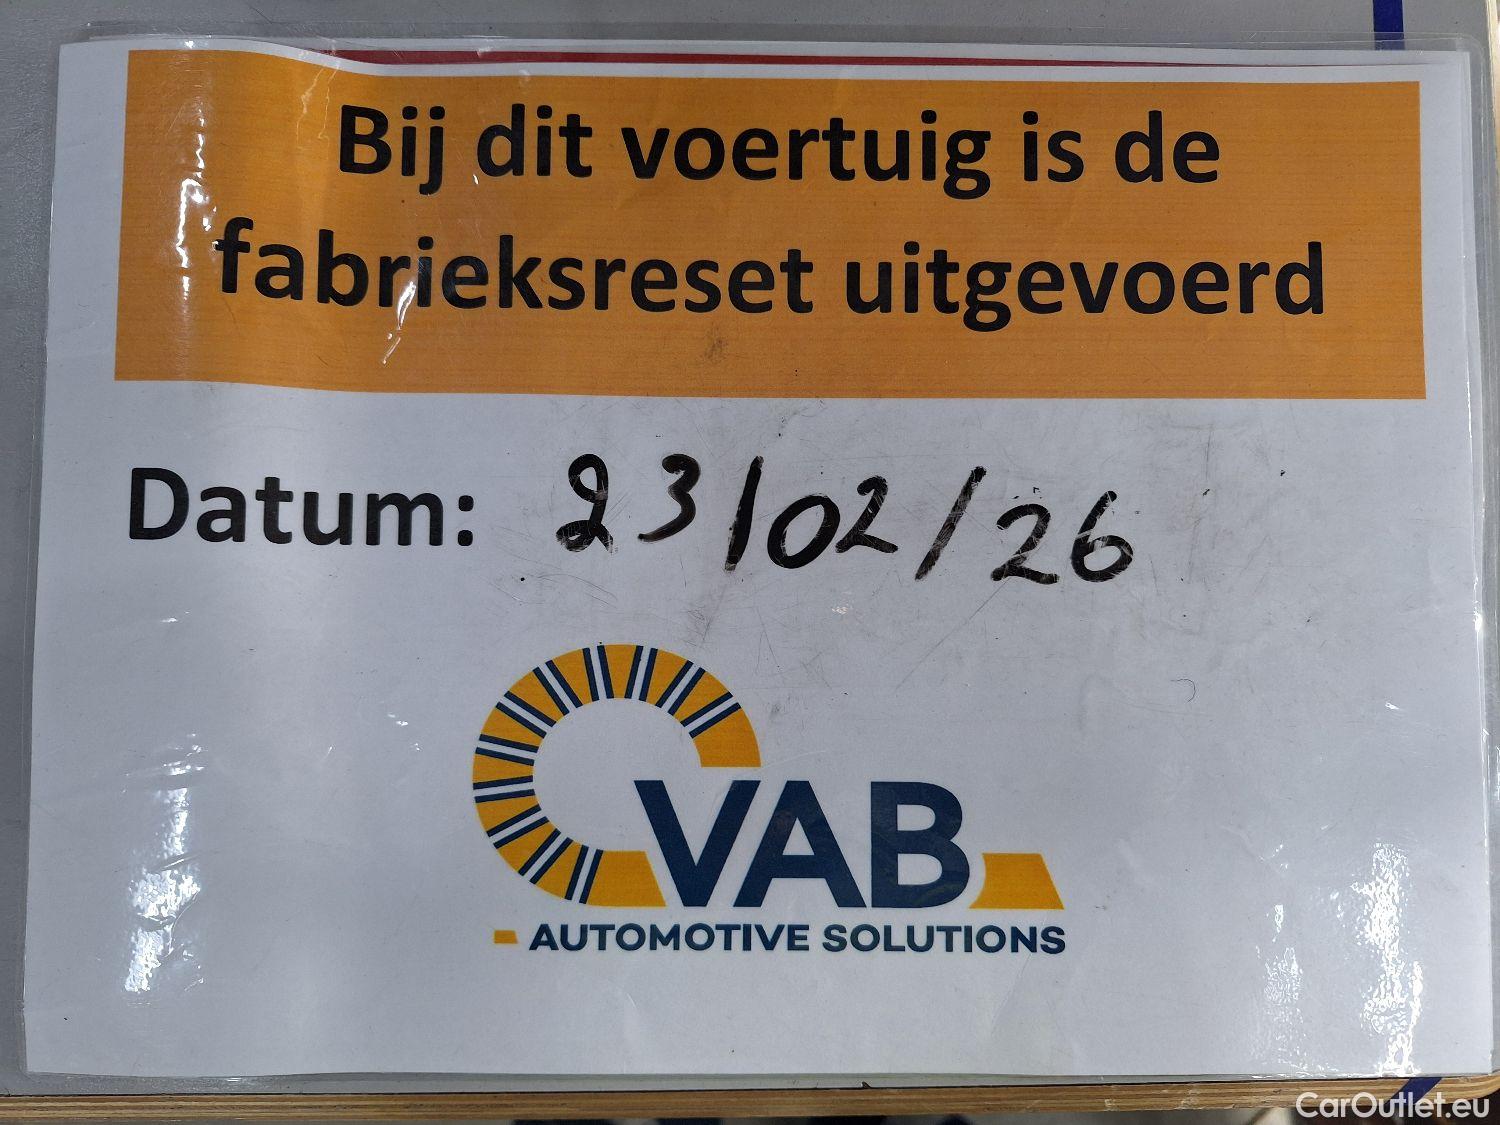 Bij dit voertuig is de
fabrieksreset uitgevoerd
Datum: 23/02/26
VAB
AUTOMOTIVE SOLUTIONS
CarOutlet.eu